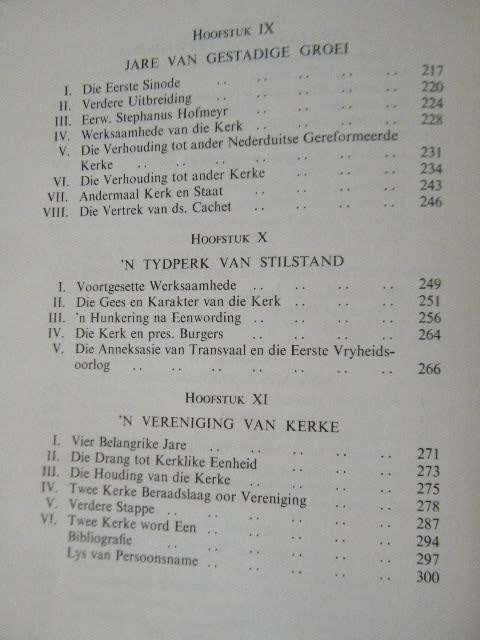 HOOFSTUK IX
JARE VAN GESTADIGE GROEI
I. Die Eerste Sinode .. .. .. .. .. 217
II. Verdere Uitbreiding .. .. .. .. .. 220
III. Eerw. Stephanus Hofmeyr .. .. .. .. 224
IV. Werksaamhede van die Kerk .. .. .. .. 228
V. Die Verhouding tot ander Nederduitse Gereformeerde
Kerke .. .. .. .. .. .. .. 231
VI. Die Verhouding tot ander Kerke .. .. .. 234
VII. Andermaal Kerk en Staat .. .. .. .. 243
VIII. Die Vertrek van ds. Cachet .. .. .. .. 246
HOOFSTUK X
'N TYDPERK VAN STILSTAND
I. Voortgesette Werksaamhede .. .. .. .. 249
II. Die Gees en Karakter van die Kerk .. .. .. 251
III. 'n Hunkering na Eenwording .. .. .. .. 256
IV. Die Kerk en pres. Burgers .. .. .. .. 264
V. Die Anneksasie van Transvaal en die Eerste Vryheids-
oorlog .. .. .. .. .. .. .. 266
HOOFSTUK XI
'N VERENIGING VAN KERKE
I. Vier Belangrike Jare .. .. .. .. .. 271
II. Die Drang tot Kerklike Eenheid .. .. .. 273
III. Die Houding van die Kerke .. .. .. .. 275
IV. Twee Kerke Beraadslaag oor Vereniging .. .. 278
V. Verdere Stappe .. .. .. .. .. 287
VI. Twee Kerke word Een .. .. .. .. 294
Bibliografie .. .. .. .. .. .. 297
Lys van Persoonsname .. .. .. .. .. 300